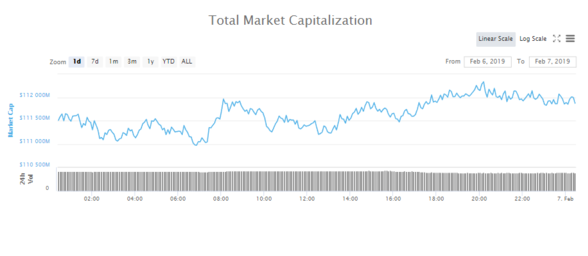 Total Market Capitalization
Linear Scale Log Scale
Zoom 1d 7d 1m 3m 1y YTD ALL From Feb 6, 2019 To Feb 7, 2019
Market Cap
$112 000M
$111 500M
$111 000M
$110 500M
24h Vol
0
02:00 04:00 06:00 08:00 10:00 12:00 14:00 16:00 18:00 20:00 22:00 7. Feb